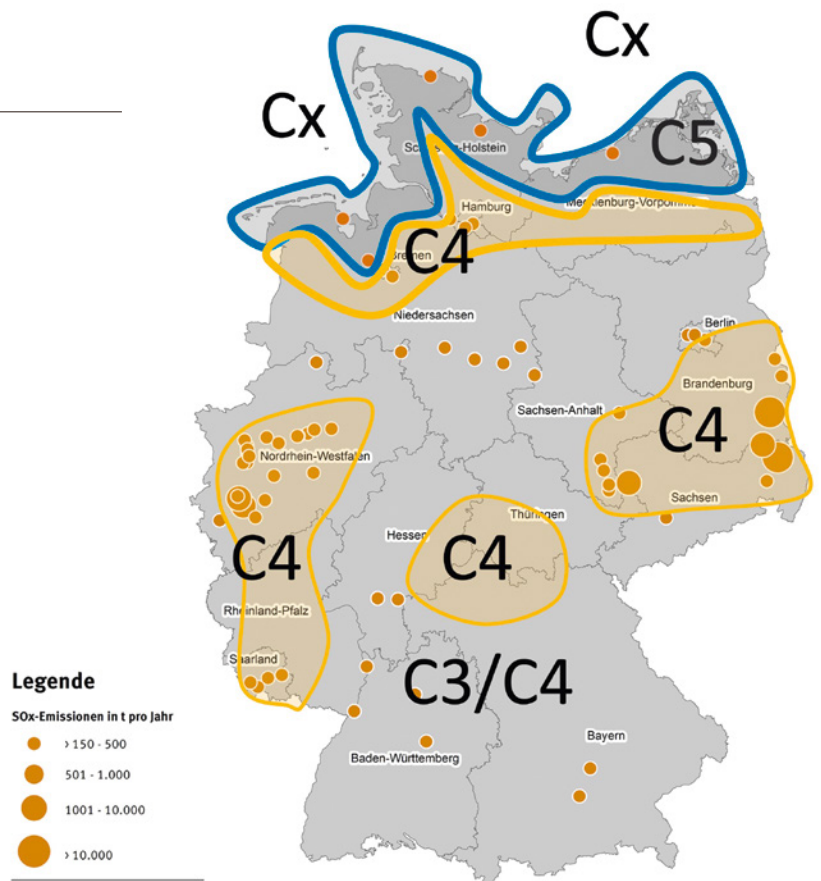 Cx
Cx
C5
Schleswig-Holstein
Hamburg
Mecklenburg-Vorpomme
Bremen
C4
Niedersachsen
Berlin
Brandenburg
Sachsen-Anhalt
C4
Nordrhein-Westfalen
Sachsen
Thüringen
Hessen
C4
C4
Rheinland-Pfalz
Saarland
C3/C4
Legende
SOx-Emissionen in t pro Jahr
› 150 - 500
501 - 1.000
1001 - 10.000
› 10.000
Bayern
Baden-Württemberg